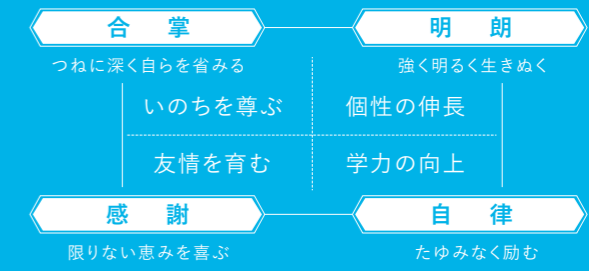 合掌
明朗
つねに深く自らを省みる
強く明るく生きぬく
いのちを尊ぶ
個性の伸長
友情を育む
学力の向上
感謝
自律
限りない恵みを喜ぶ
たゆみなく励む